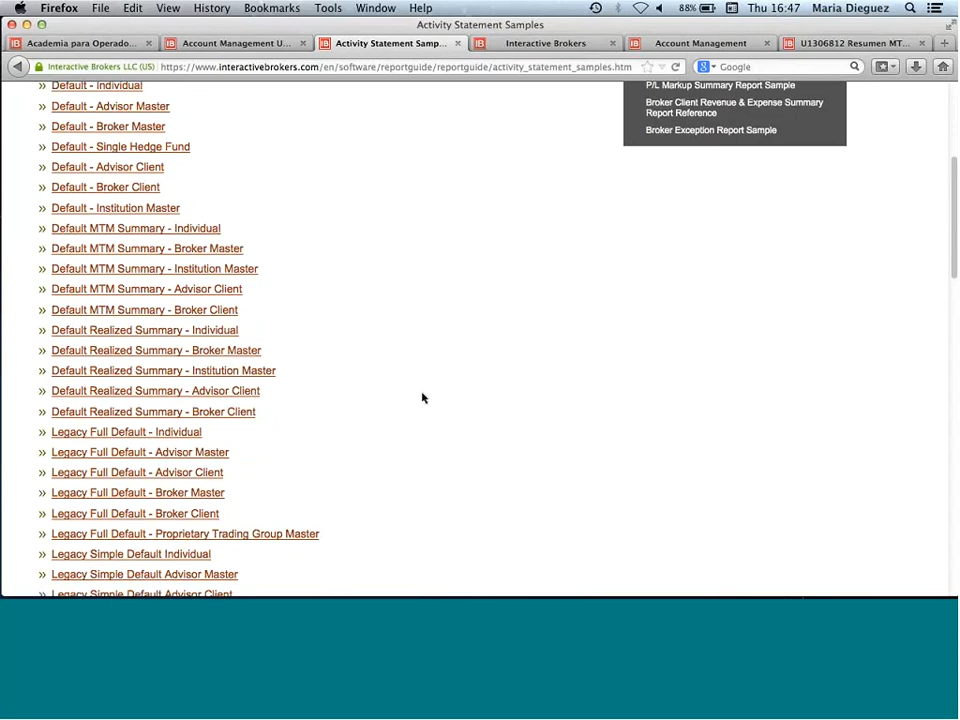 Firefox File Edit View History Bookmarks Tools Window Help 88% Thu 16:47 Maria Dieguez
Activity Statement Samples
Academia para Operado... Account Management U... Activity Statement Samp... Interactive Brokers Account Management U1306812 Resumen MT...
Interactive Brokers LLC (US) https://www.interactivebrokers.com/en/software/reportguide/reportguide/activity_statement_samples.htm Google
Default - Individual
Default - Advisor Master
Default - Broker Master
Default - Single Hedge Fund
Default - Advisor Client
Default - Broker Client
Default - Institution Master
Default MTM Summary - Individual
Default MTM Summary - Broker Master
Default MTM Summary - Institution Master
Default MTM Summary - Advisor Client
Default MTM Summary - Broker Client
Default Realized Summary - Individual
Default Realized Summary - Broker Master
Default Realized Summary - Institution Master
Default Realized Summary - Advisor Client
Default Realized Summary - Broker Client
Legacy Full Default - Individual
Legacy Full Default - Advisor Master
Legacy Full Default - Advisor Client
Legacy Full Default - Broker Master
Legacy Full Default - Broker Client
Legacy Full Default - Proprietary Trading Group Master
Legacy Simple Default Individual
Legacy Simple Default Advisor Master
Legacy Simple Default Advisor Client
P/L Markup Summary Report Sample
Broker Client Revenue & Expense Summary
Report Reference
Broker Exception Report Sample